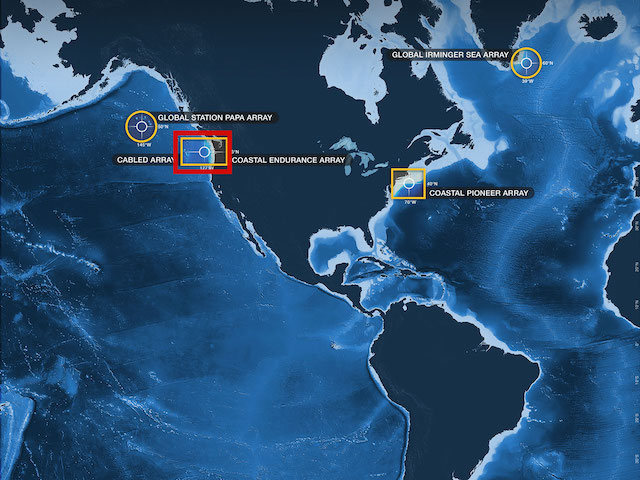 GLOBAL IRMINGER SEA ARRAY
60°N
39°W
GLOBAL STATION PAPA ARRAY
50°N
145°W
CABLED ARRAY
COASTAL ENDURANCE ARRAY
COASTAL PIONEER ARRAY
40°N
70°W